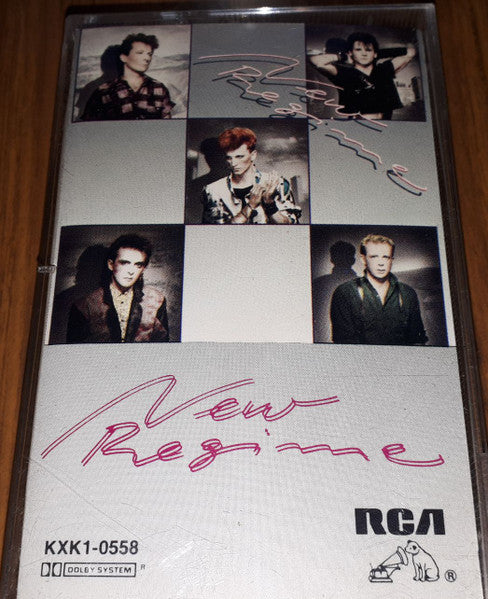 New
Regime
New
Regime
RCA
KXK1-0558
DOLBY SYSTEM ®
®